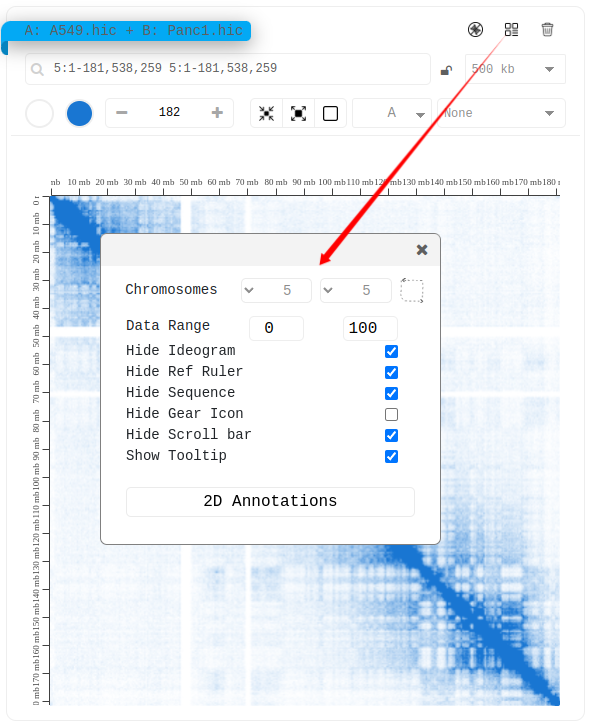 A: A549.hic + B: Panc1.hic
5:1-181,538,259 5:1-181,538,259
500 kb
182
A
None
mb 10 mb 20 mb 30 mb 40 mb 50 mb 60 mb 70 mb 80 mb 90 mb 100 mb 110 mb 120 mb 130 mb 140 mb 150 mb 160 mb 170 mb 180
Chromosomes 5 5
Data Range 0 100
Hide Ideogram
Hide Ref Ruler
Hide Sequence
Hide Gear Icon
Hide Scroll bar
Show Tooltip
2D Annotations
0
10 mb
20 mb
30 mb
40 mb
50 mb
60 mb
70 mb
80 mb
90 mb
100 mb
110 mb
120 mb
130 mb
140 mb
150 mb
160 mb
170 mb
0 mb